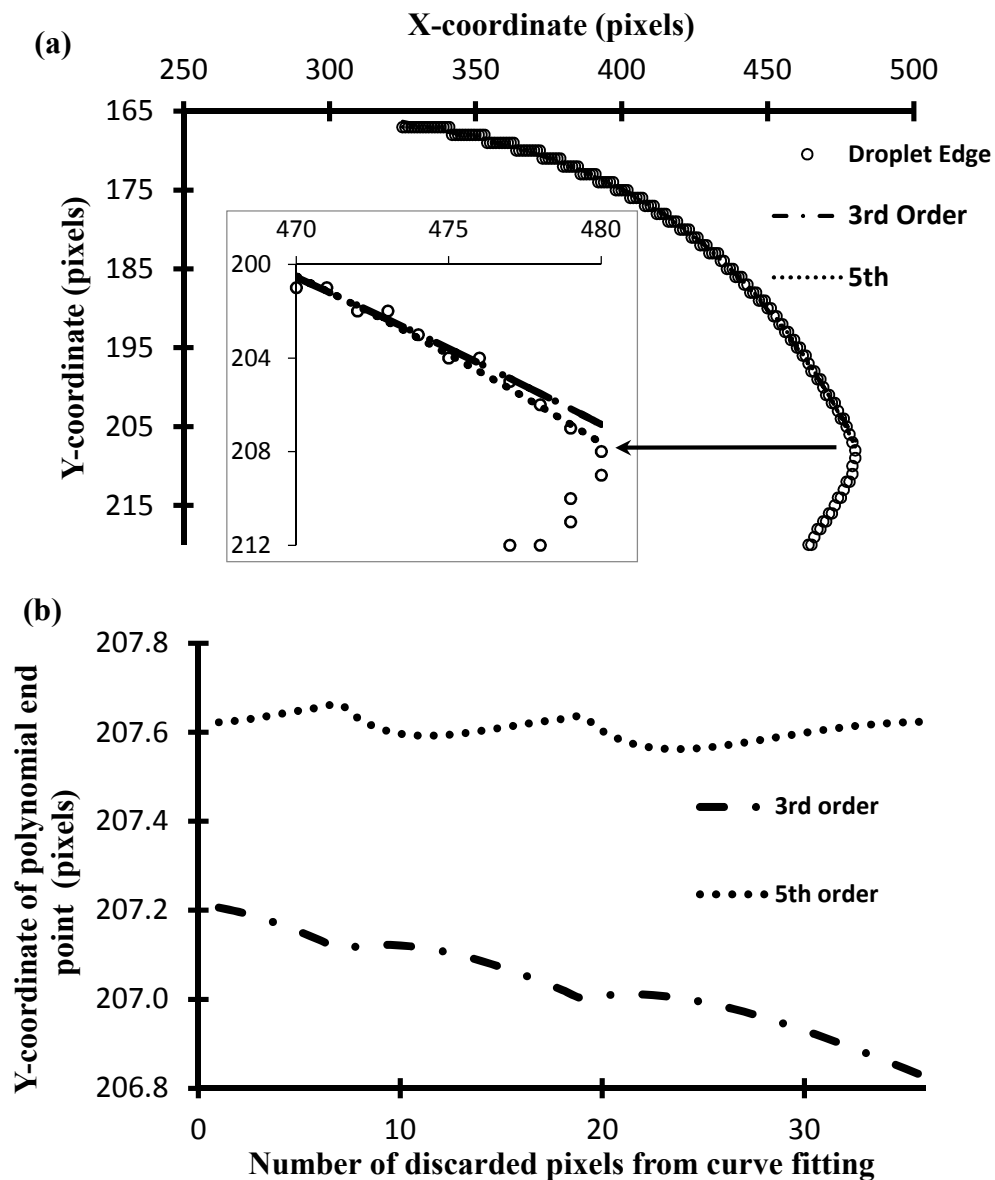 (a)
X-coordinate (pixels)
250 300 350 400 450 500
165
175
185
195
205
215
Y-coordinate (pixels)
Droplet Edge
3rd Order
5th
470 475 480
200
204
208
212
(b)
207.8
207.6
207.4
207.2
207.0
206.8
Y-coordinate of polynomial end
point (pixels)
3rd order
5th order
0 10 20 30
Number of discarded pixels from curve fitting